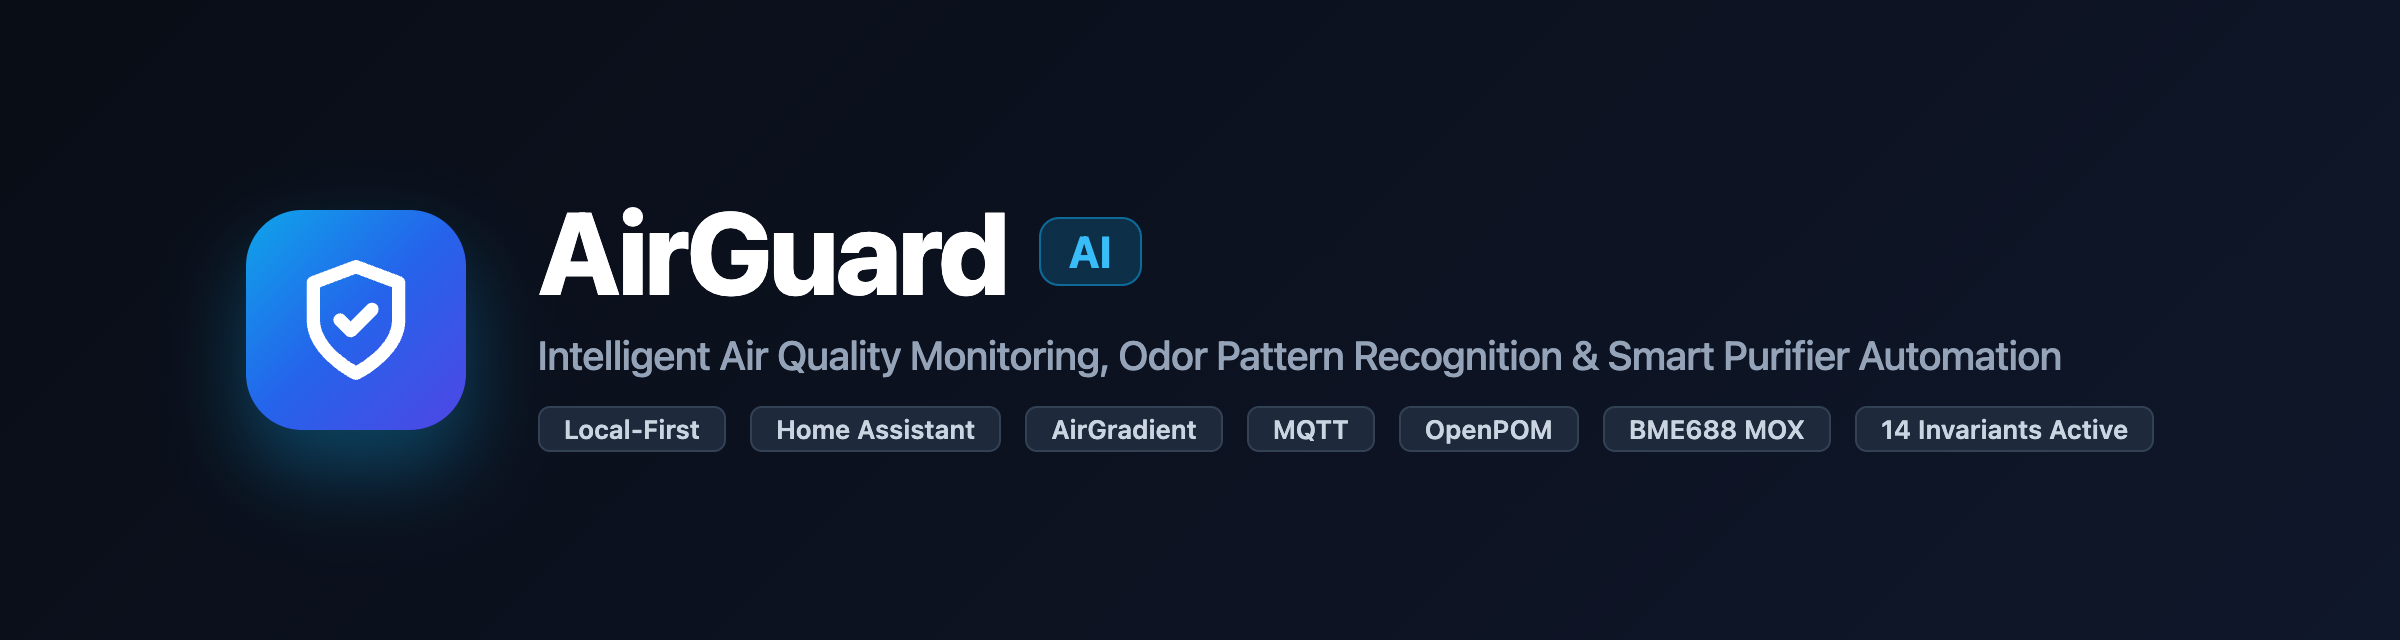 AirGuard AI
Intelligent Air Quality Monitoring, Odor Pattern Recognition & Smart Purifier Automation
Local-First Home Assistant AirGradient MQTT OpenPOM BME688 MOX 14 Invariants Active